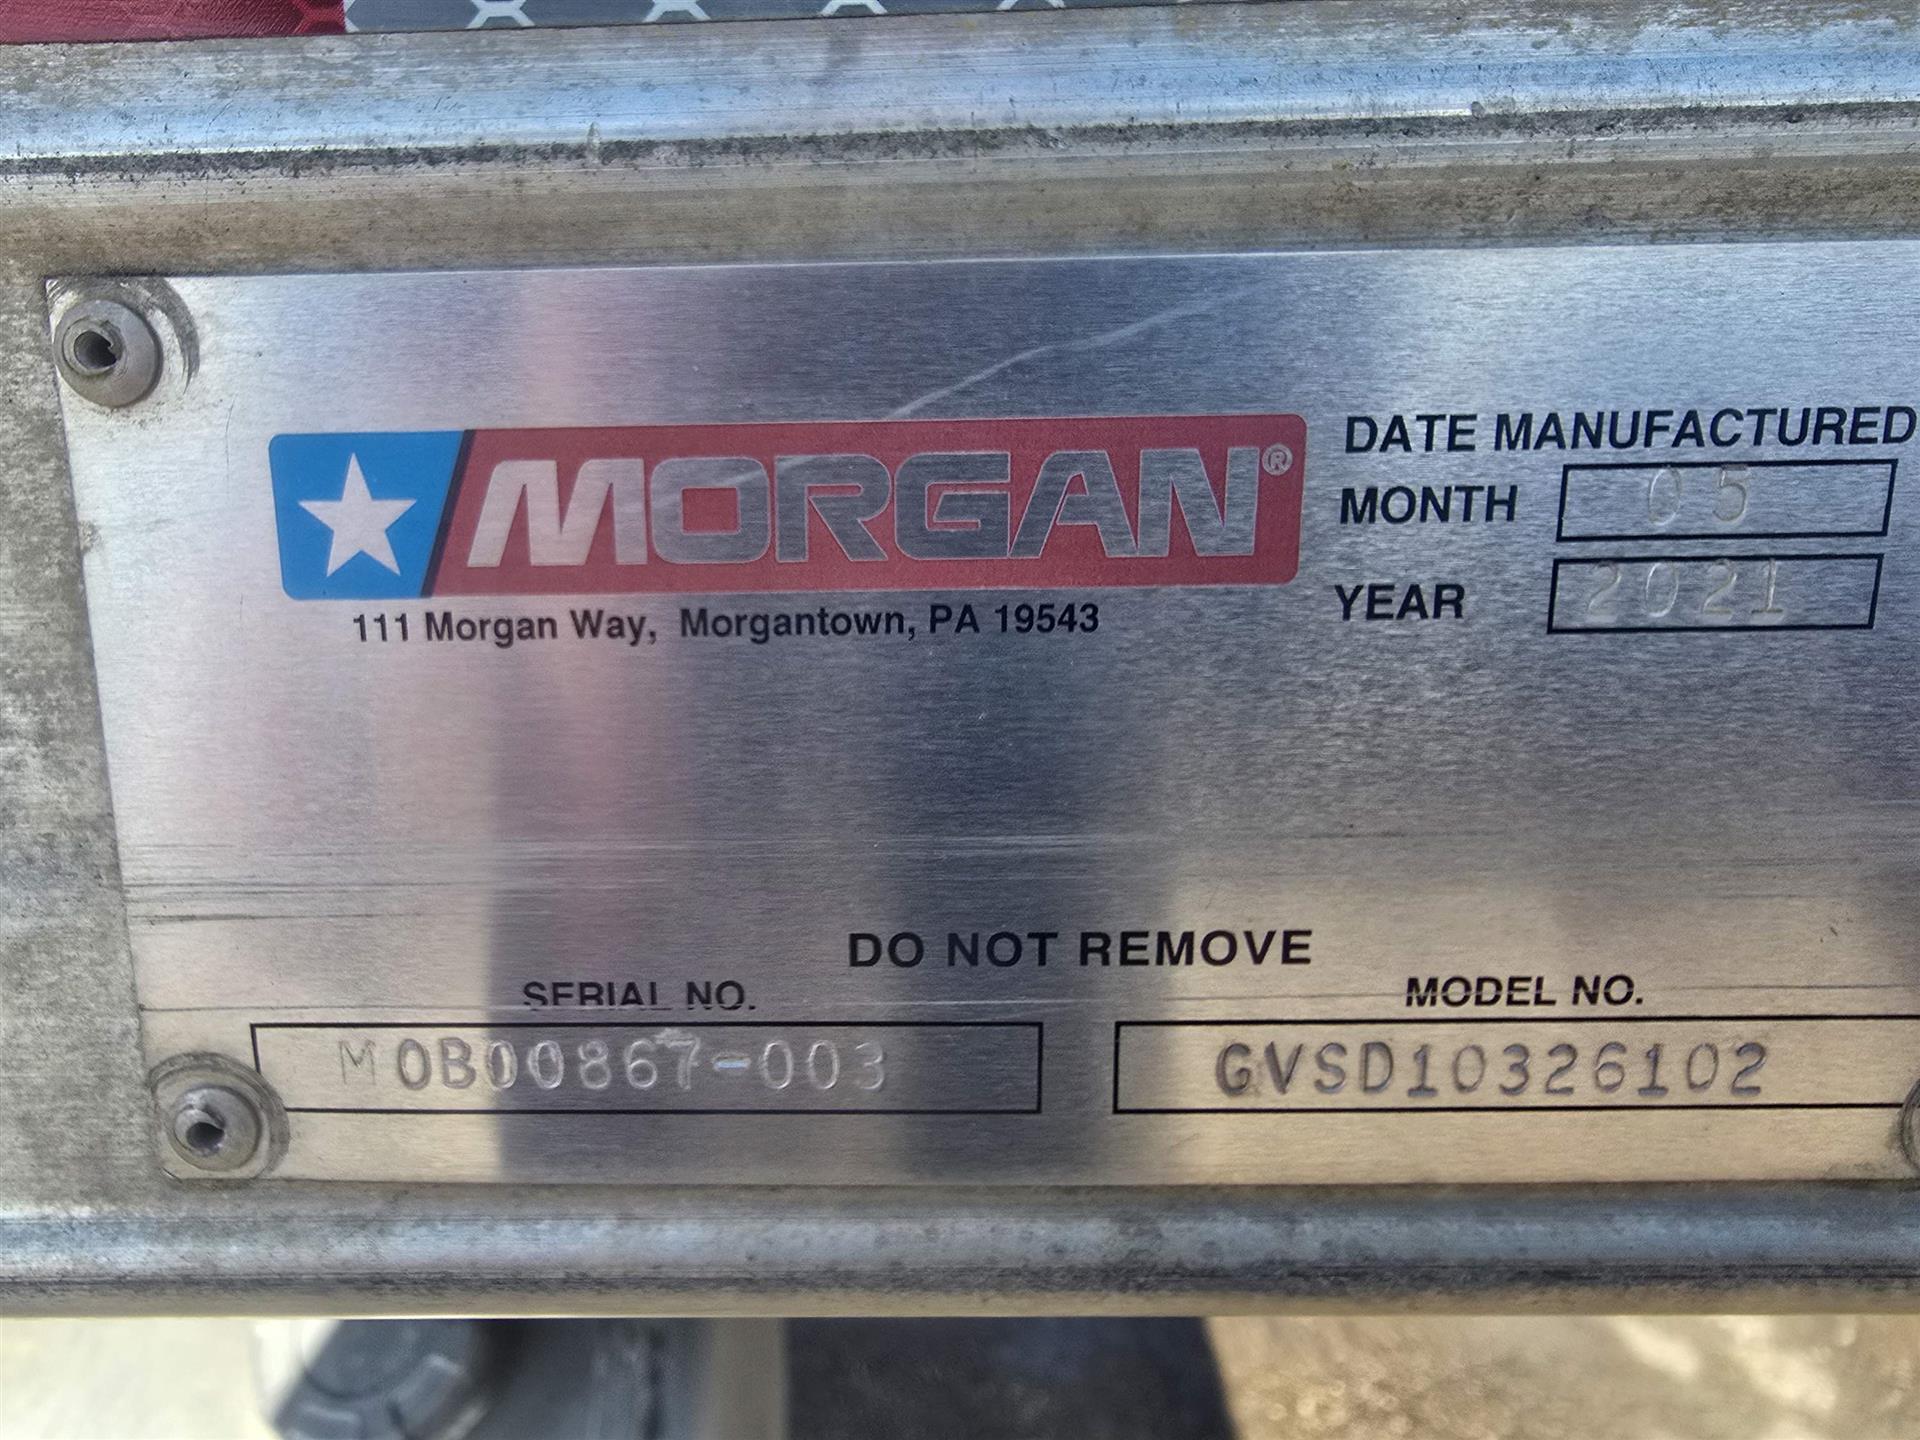 MORGAN®
111 Morgan Way, Morgantown, PA 19543
DATE MANUFACTURED
MONTH 05
YEAR 2021
DO NOT REMOVE
SERIAL NO.
M0B00867-003
MODEL NO.
GVSD10326102